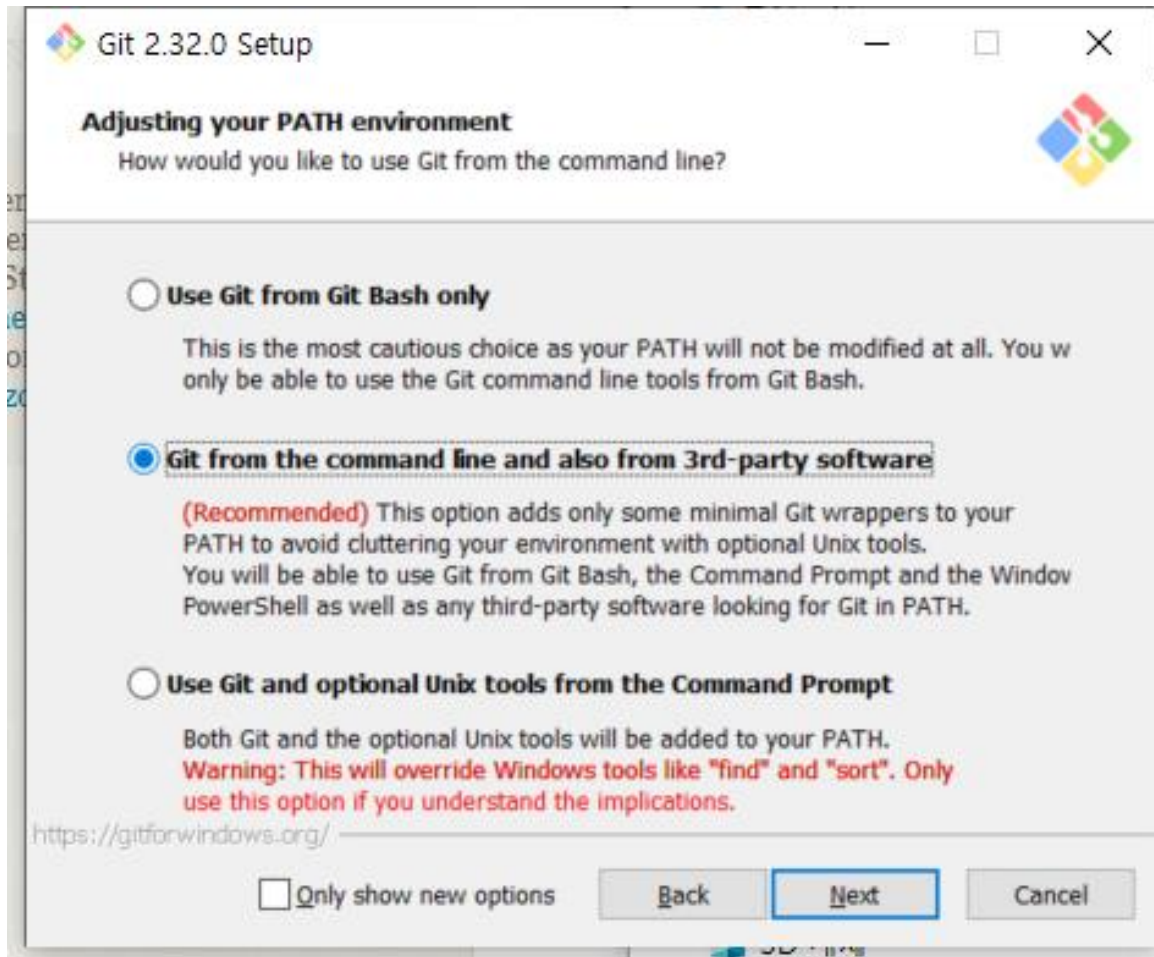 Git 2.32.0 Setup
Adjusting your PATH environment
How would you like to use Git from the command line?
Use Git from Git Bash only
This is the most cautious choice as your PATH will not be modified at all. You w
only be able to use the Git command line tools from Git Bash.
Git from the command line and also from 3rd-party software
(Recommended) This option adds only some minimal Git wrappers to your
PATH to avoid cluttering your environment with optional Unix tools.
You will be able to use Git from Git Bash, the Command Prompt and the Window
PowerShell as well as any third-party software looking for Git in PATH.
Use Git and optional Unix tools from the Command Prompt
Both Git and the optional Unix tools will be added to your PATH.
Warning: This will override Windows tools like "find" and "sort". Only
use this option if you understand the implications.
https://gitforwindows.org/
Only show new options
Back
Next
Cancel